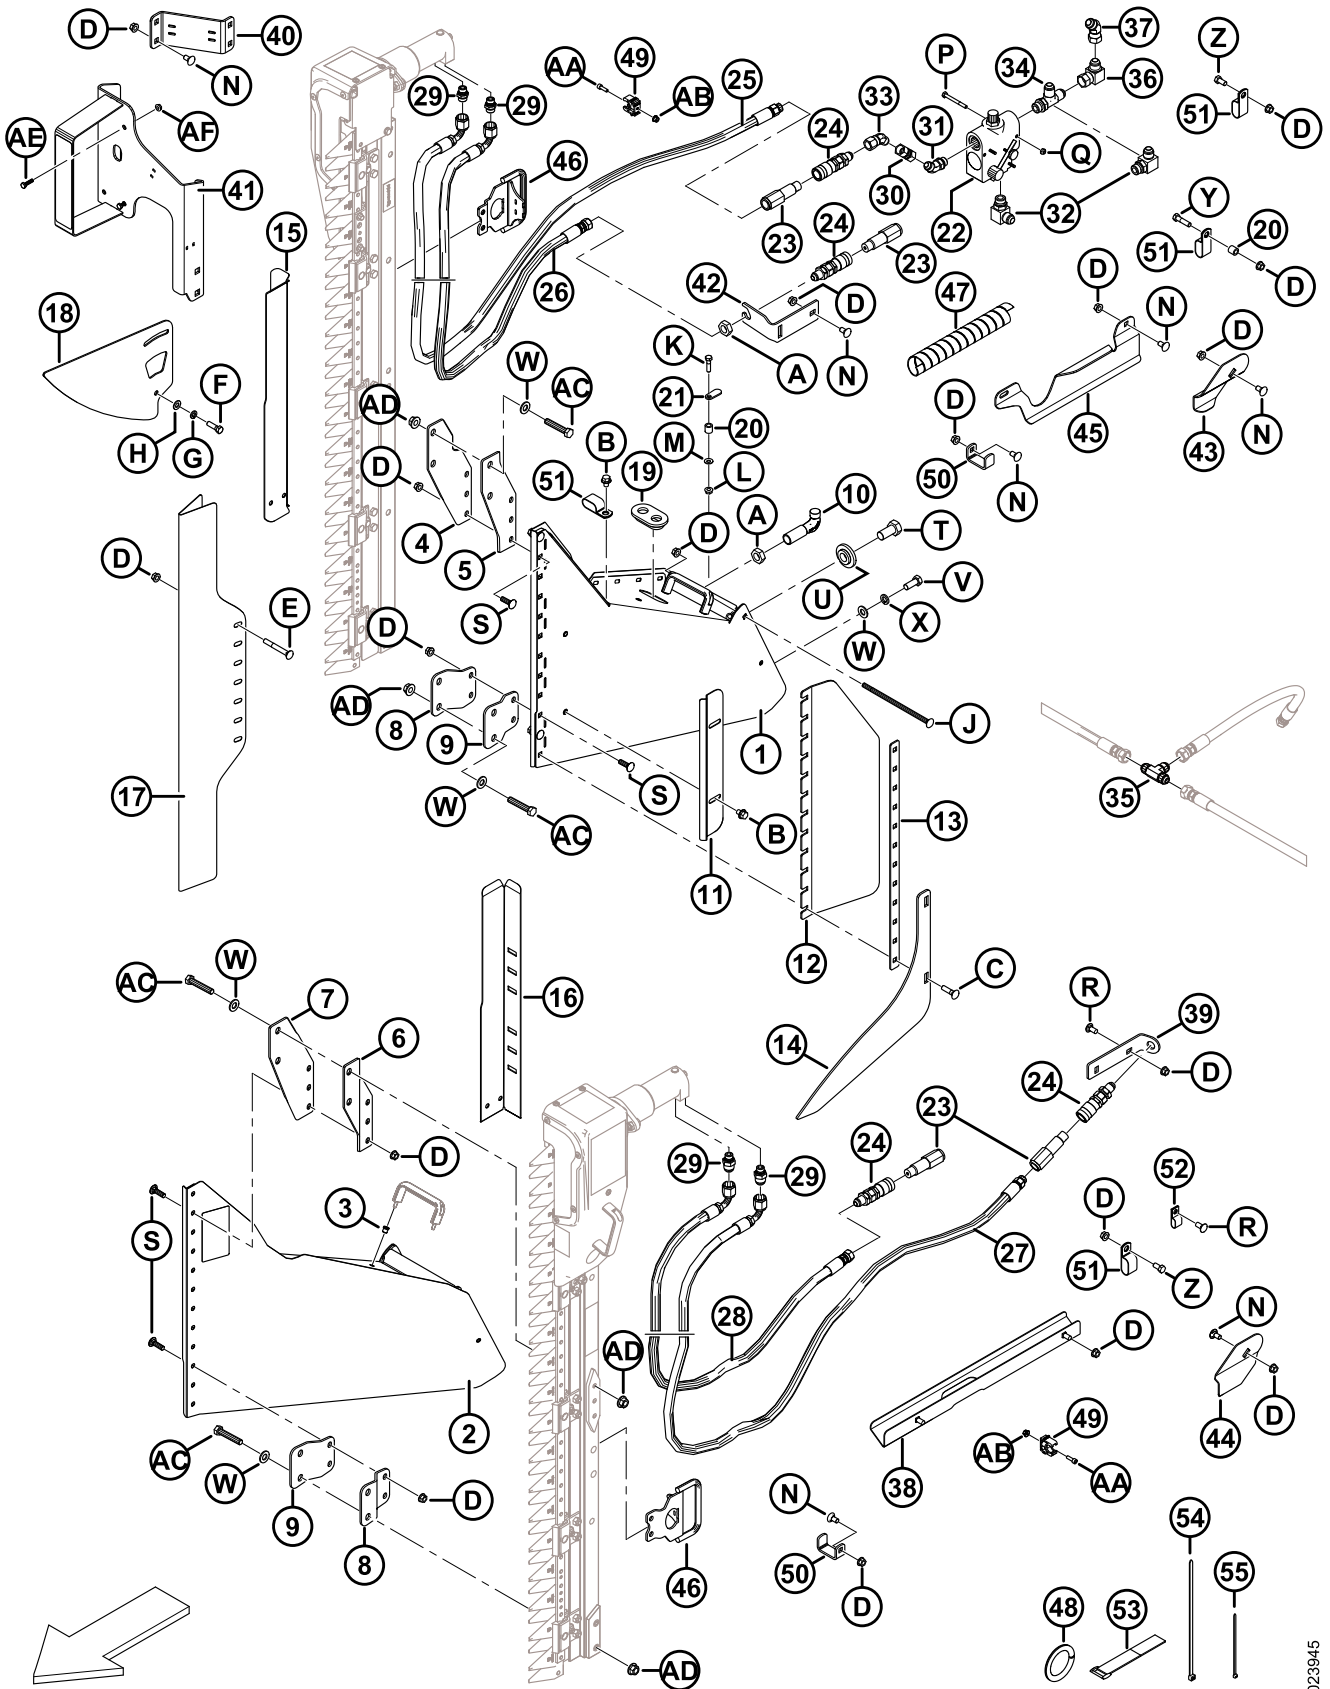 D
40
N
AA
49
AB
25
29
29
33
34
37
36
P
Z
51
D
24
31
AE
AF
41
46
30
Q
22
32
23
24
23
Y
20
51
D
15
26
42
D
47
D
N
18
K
A
N
D
W
AC
21
AD
F
H
G
B
M
20
45
43
N
D
51
19
L
10
D
50
N
4
5
D
A
T
D
U
V
E
S
X
W
D
AD
8
9
1
J
17
W
S
AC
B
35
13
11
12
C
AC
W
7
16
6
14
R
39
D
24
D
29
29
24
23
52
3
D
R
S
51
Z
27
28
N
AD
D
2
44
D
AC
W
9
8
D
49
AB
38
AA
N
46
50
D
54
55
48
53
AD
023945